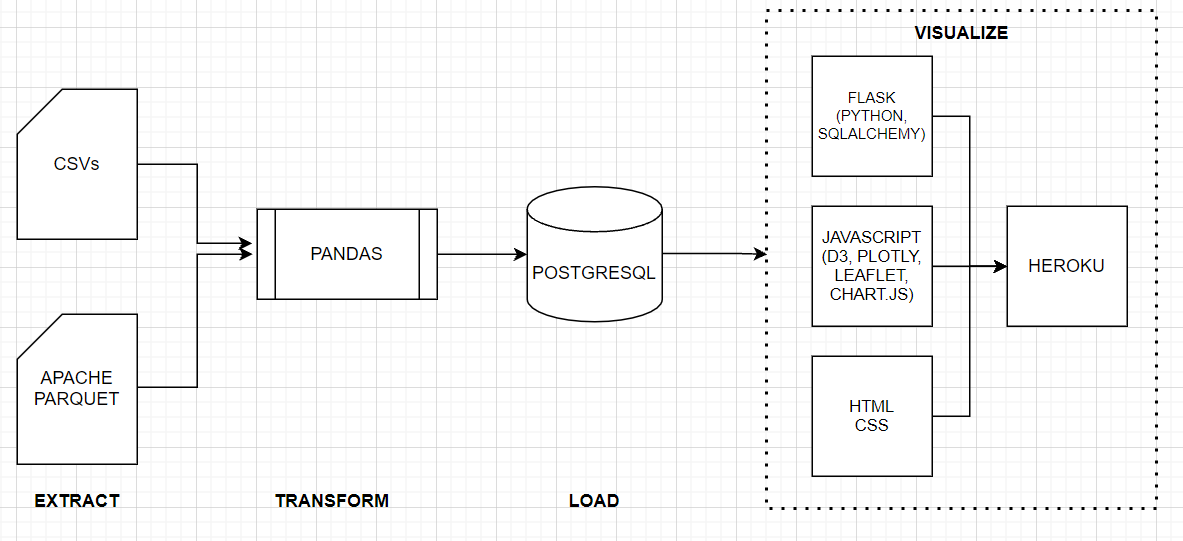 VISUALIZE
FLASK
(PYTHON,
SQLALCHEMY)
CSVs
PANDAS
POSTGRESQL
JAVASCRIPT
(D3, PLOTLY,
LEAFLET,
CHART.JS)
HEROKU
APACHE
PARQUET
HTML
CSS
EXTRACT
TRANSFORM
LOAD